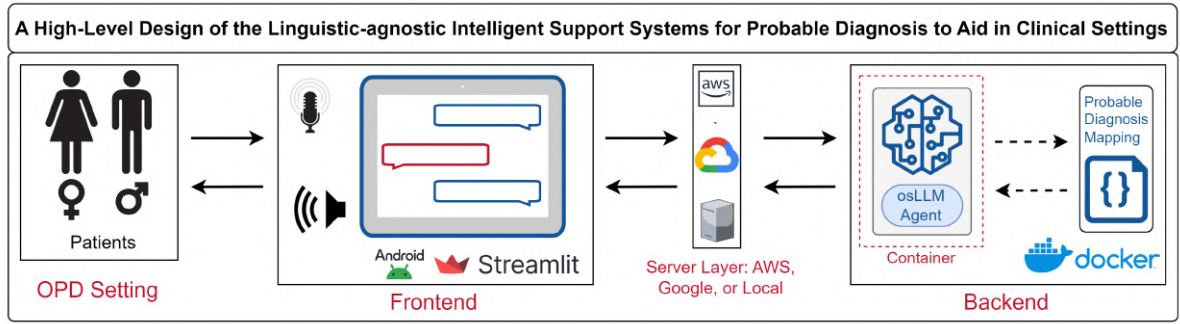 A High-Level Design of the Linguistic-agnostic Intelligent Support Systems for Probable Diagnosis to Aid in Clinical Settings
Patients
OPD Setting
Android
Streamlit
Frontend
aws
Server Layer: AWS,
Google, or Local
osLLM
Agent
Container
Probable
Diagnosis
Mapping
{}
docker
Backend